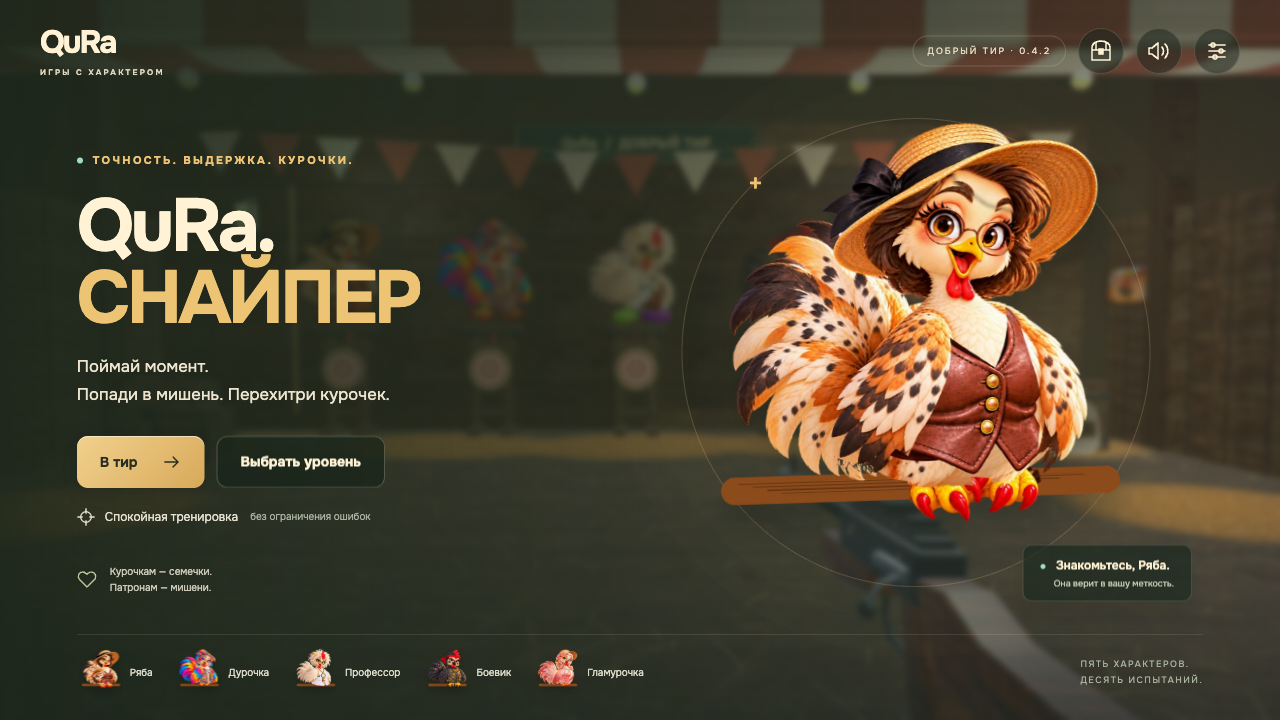 QuRa
ИГРЫ С ХАРАКТЕРОМ
ДОБРЫЙ ТИР · 0.4.2
ТОЧНОСТЬ. ВЫДЕРЖКА. КУРОЧКИ.
QuRa.
СНАЙПЕР
Поймай момент.
Попади в мишень. Перехитри курочек.
В тир
Выбрать уровень
Спокойная тренировка без ограничения ошибок
Курочкам — семечки.
Патронам — мишени.
Знакомьтесь, Ряба.
Она верит в вашу меткость.
Ряба
Дурочка
Профессор
Боевик
Гламурочка
ПЯТЬ ХАРАКТЕРОВ.
ДЕСЯТЬ ИСПЫТАНИЙ.